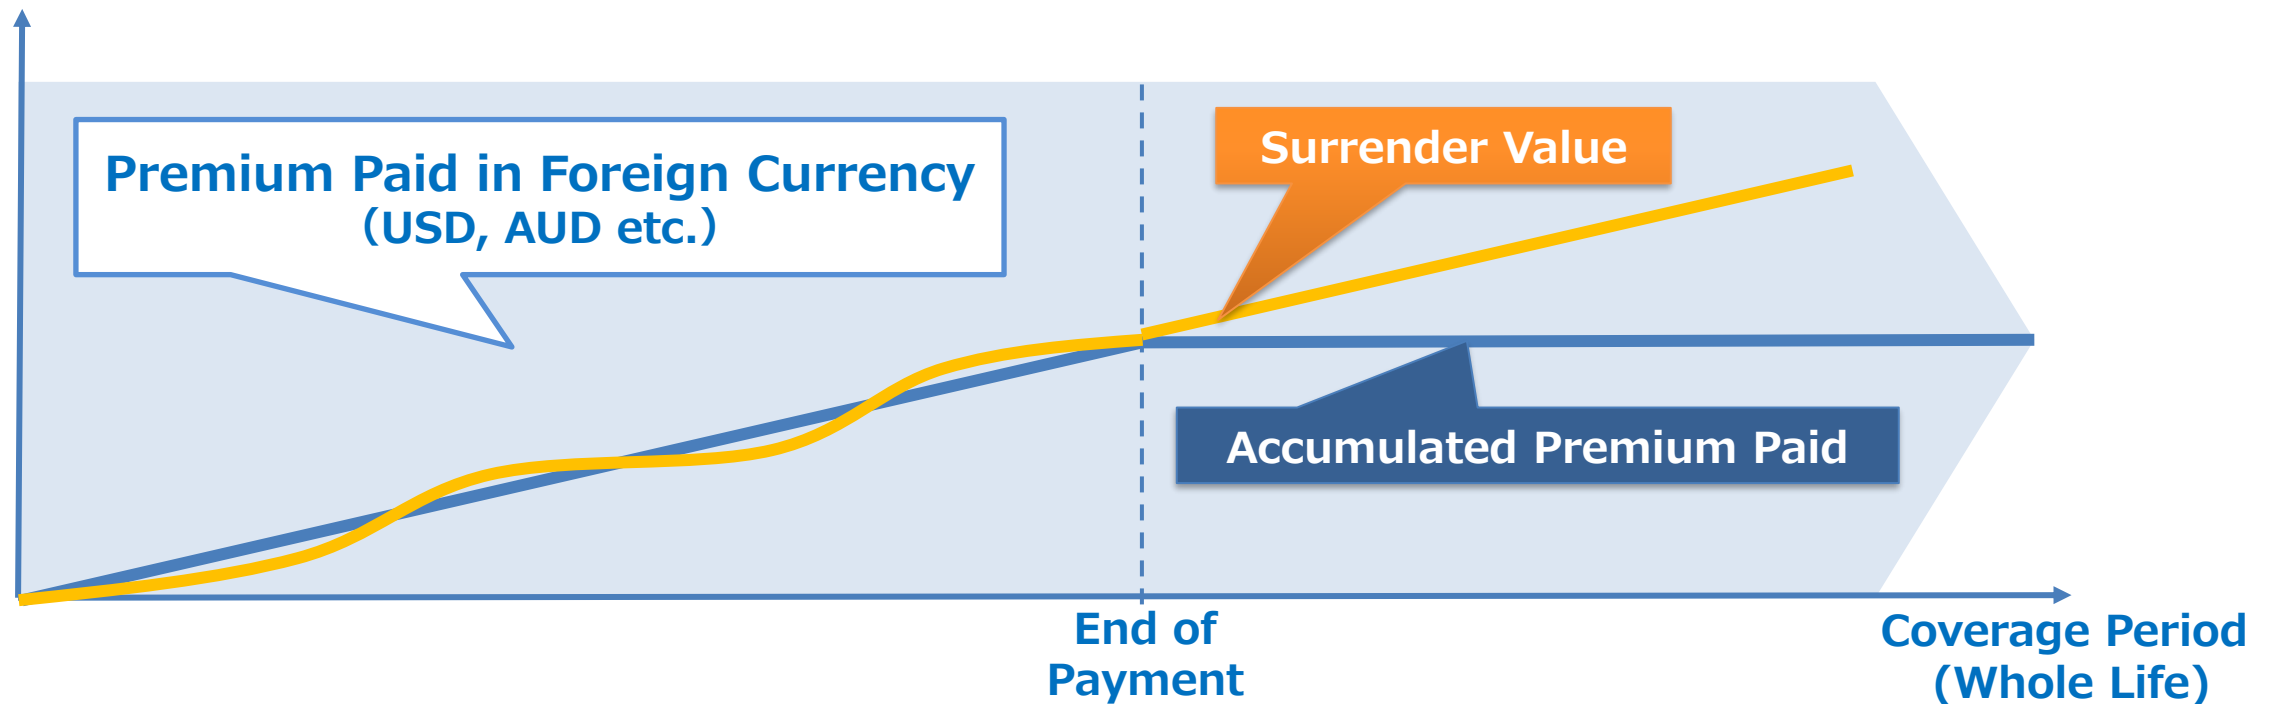 Premium Paid in Foreign Currency
(USD, AUD etc.)
Surrender Value
Accumulated Premium Paid
End of
Payment
Coverage Period
(Whole Life)